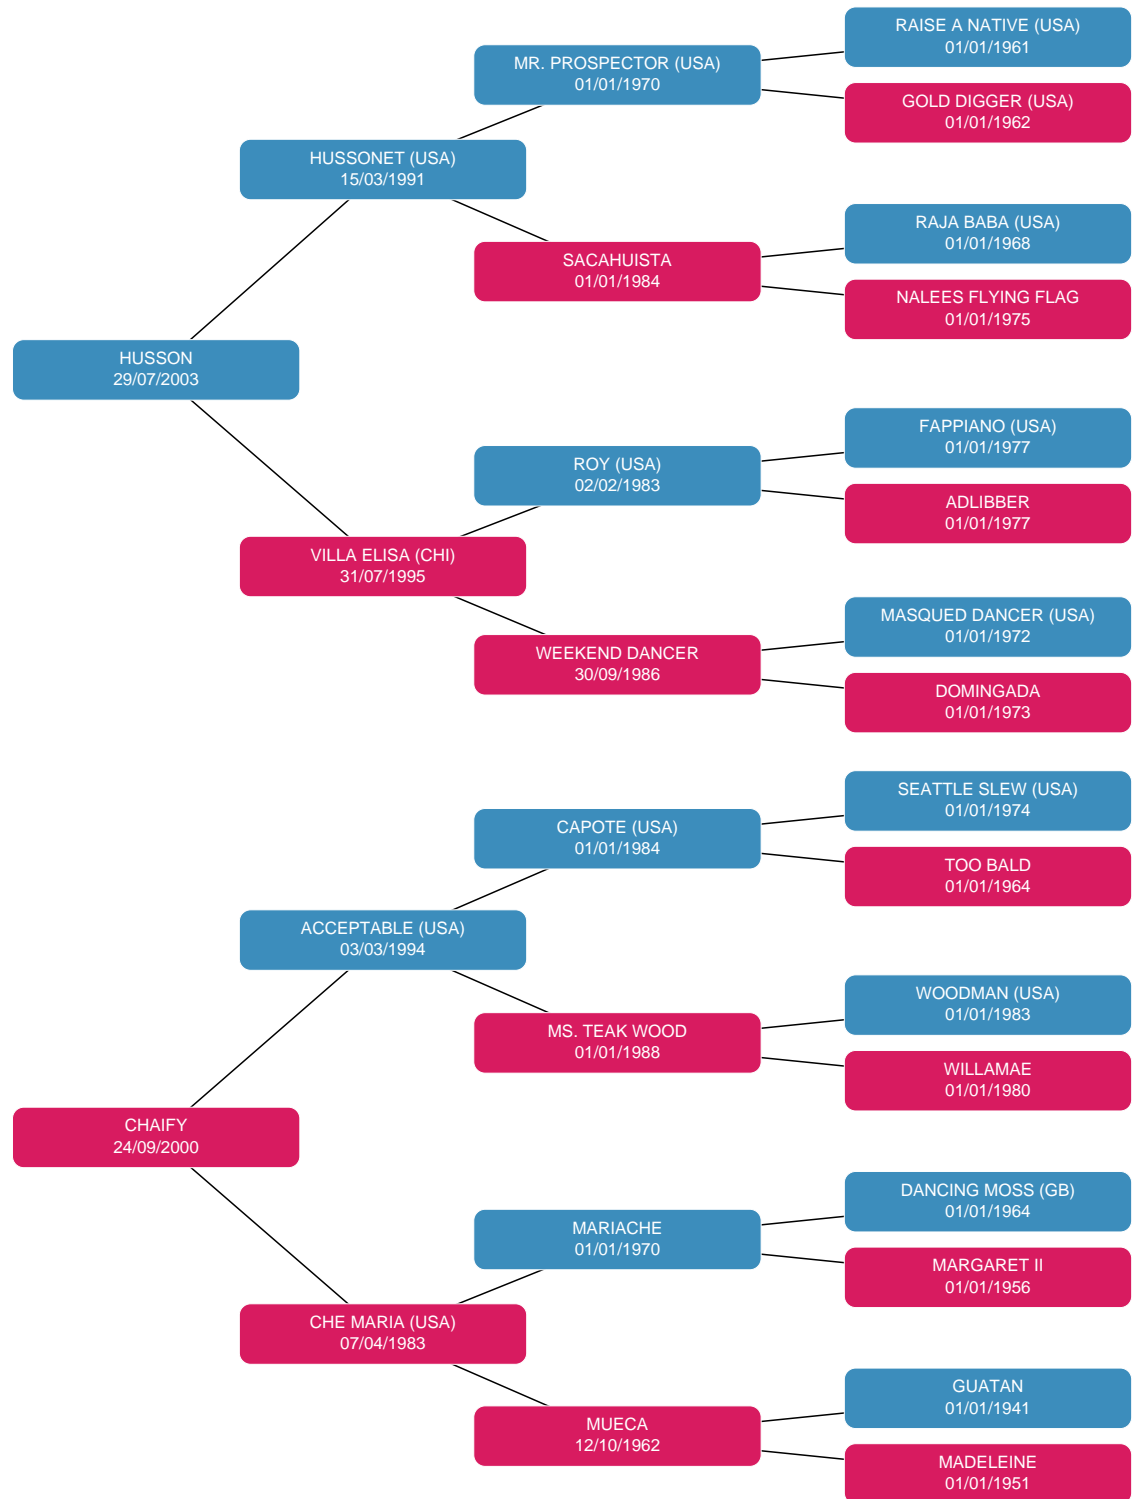 RAISE A NATIVE (USA)
01/01/1961
MR. PROSPECTOR (USA)
01/01/1970
GOLD DIGGER (USA)
01/01/1962
HUSSONET (USA)
15/03/1991
RAJA BABA (USA)
01/01/1968
SACAHUISTA
01/01/1984
NALEES FLYING FLAG
01/01/1975
HUSSON
29/07/2003
FAPPIANO (USA)
01/01/1977
ROY (USA)
02/02/1983
ADLIBBER
01/01/1977
VILLA ELISA (CHI)
31/07/1995
MASQUED DANCER (USA)
01/01/1972
WEEKEND DANCER
30/09/1986
DOMINGADA
01/01/1973
SEATTLE SLEW (USA)
01/01/1974
CAPOTE (USA)
01/01/1984
TOO BALD
01/01/1964
ACCEPTABLE (USA)
03/03/1994
WOODMAN (USA)
01/01/1983
MS. TEAK WOOD
01/01/1988
WILLAMAE
01/01/1980
CHAIFY
24/09/2000
DANCING MOSS (GB)
01/01/1964
MARIACHE
01/01/1970
MARGARET II
01/01/1956
CHE MARIA (USA)
07/04/1983
GUATAN
01/01/1941
MUECA
12/10/1962
MADELEINE
01/01/1951